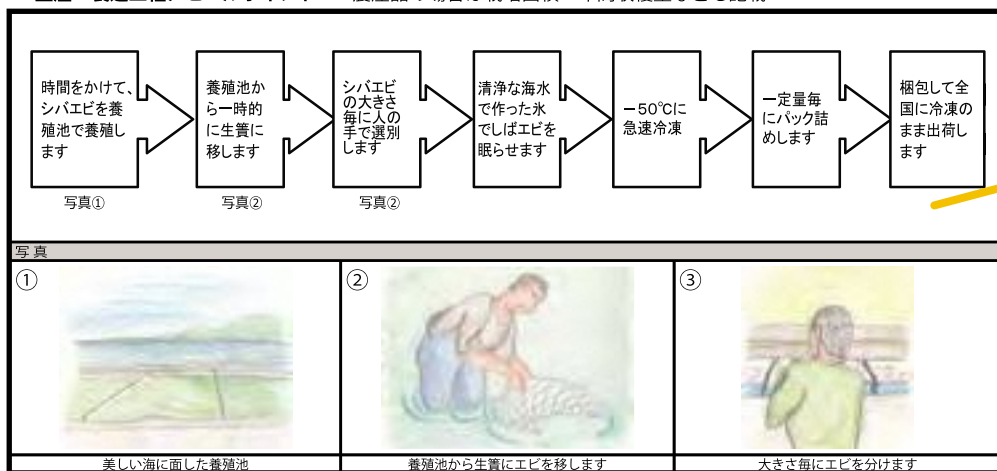 時間をかけて、
シバエビを養
殖池で養殖し
ます
養殖池か
ら一時的
に生簀に
移します
シバエビ
の大きさ
毎に人の
手で選別
します
清浄な海水
で作った氷
でしばエビを
眠らせます
－50℃に
急速冷凍
一定量毎
にパック詰
めします
梱包して全
国に冷凍の
まま出荷し
ます
写真①
写真②
写真②
写 真
①
②
③
美しい海に面した養殖池
養殖池から生簀にエビを移します
大きさ毎にエビを分けます